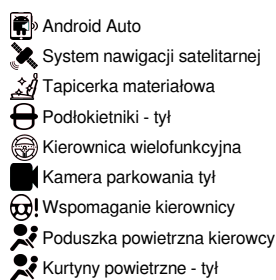 Android Auto
System nawigacji satelitarnej
Tapicerka materiałowa
Podłokietniki - tył
Kierownica wielofunkcyjna
Kamera parkowania tył
Wspomaganie kierownicy
Poduszka powietrzna kierowcy
Kurtyny powietrzne - tył